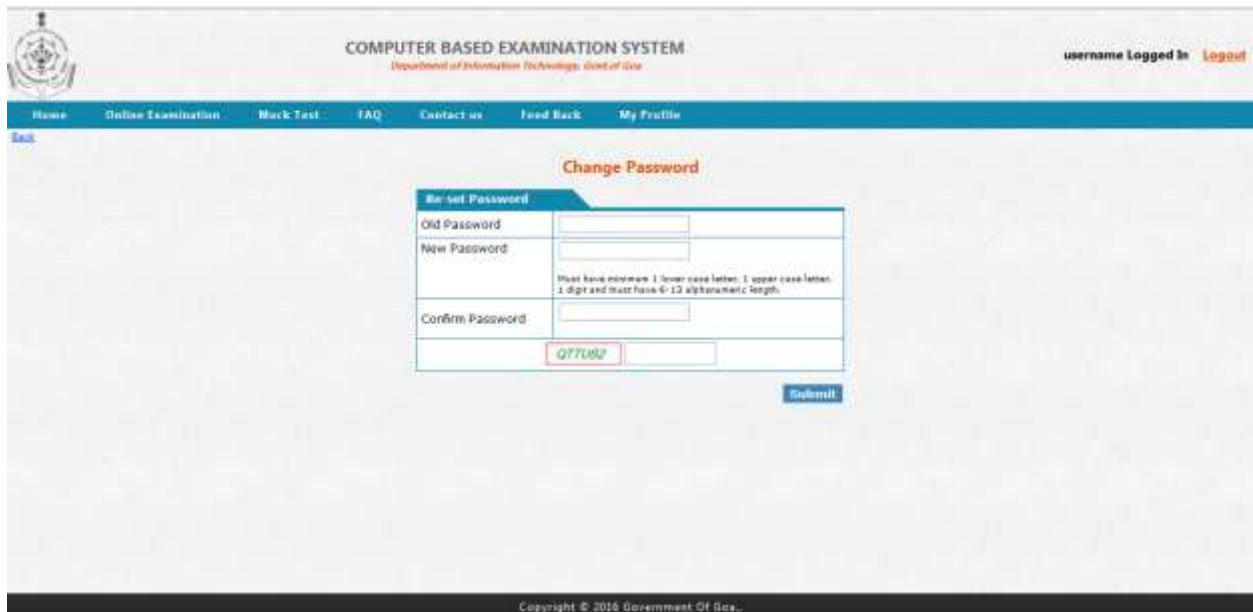 COMPUTER BASED EXAMINATION SYSTEM
Department of Information Technology, Govt of Goa
username Logged In Logout
Home Online Examination Mock Test FAQ Contact us Feed Back My Profile
Back
Change Password
Re-set Password
Old Password
New Password
Must have minimum 1 lower case letter, 1 upper case letter,
1 digit and must have 6-13 alphanumeric length.
Confirm Password
Submit
Copyright © 2016 Government Of Goa..